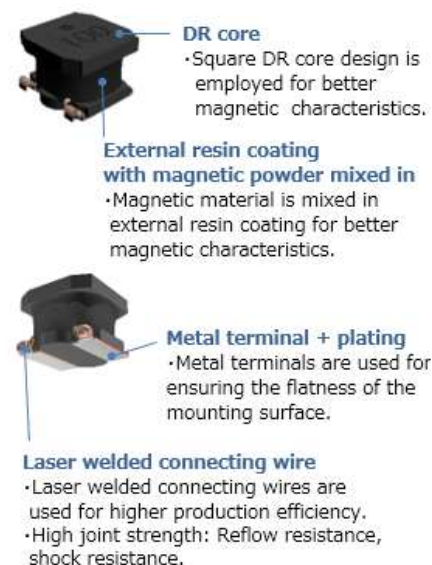 100
DR core
·Square DR core design is
employed for better
magnetic characteristics.
External resin coating
with magnetic powder mixed in
·Magnetic material is mixed in
external resin coating for better
magnetic characteristics.
Metal terminal + plating
·Metal terminals are used for
ensuring the flatness of the
mounting surface.
Laser welded connecting wire
·Laser welded connecting wires are
used for higher production efficiency.
·High joint strength: Reflow resistance,
shock resistance.